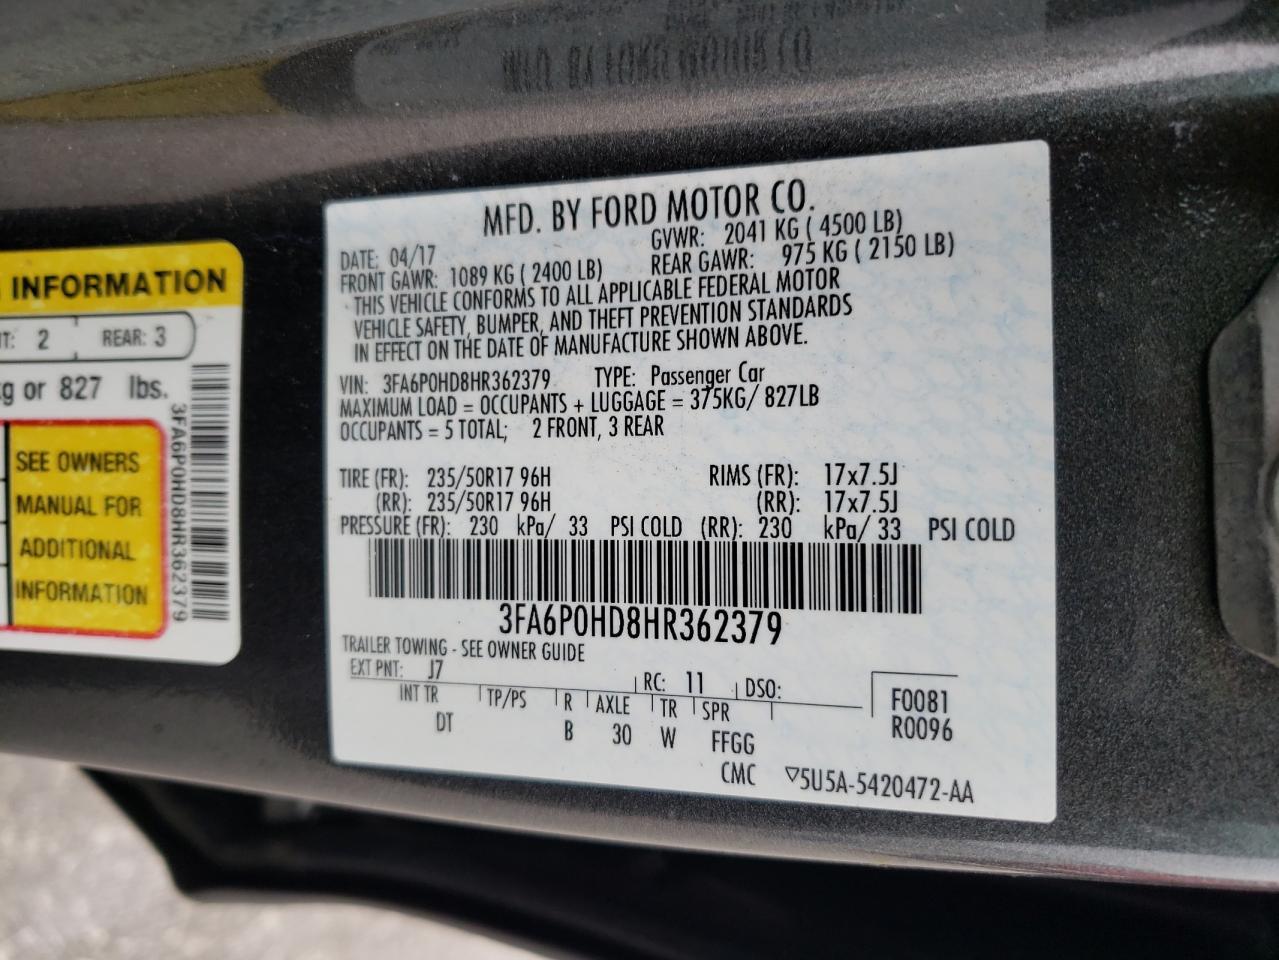 MFD. BY FORD MOTOR CO
INFORMATION
T: 2 REAR: 3
kg or 827 lbs.
SEE OWNERS
MANUAL FOR
ADDITIONAL
INFORMATION
3FA6P0HD8HR362379
MFD. BY FORD MOTOR CO.
DATE: 04/17 GVWR: 2041 KG ( 4500 LB)
FRONT GAWR: 1089 KG ( 2400 LB) REAR GAWR: 975 KG ( 2150 LB)
THIS VEHICLE CONFORMS TO ALL APPLICABLE FEDERAL MOTOR
VEHICLE SAFETY, BUMPER, AND THEFT PREVENTION STANDARDS
IN EFFECT ON THE DATE OF MANUFACTURE SHOWN ABOVE.
VIN: 3FA6P0HD8HR362379 TYPE: Passenger Car
MAXIMUM LOAD = OCCUPANTS + LUGGAGE = 375KG/ 827LB
OCCUPANTS = 5 TOTAL; 2 FRONT, 3 REAR
TIRE (FR): 235/50R17 96H RIMS (FR): 17x7.5J
(RR): 235/50R17 96H (RR): 17x7.5J
PRESSURE (FR): 230 kPa/ 33 PSI COLD (RR): 230 kPa/ 33 PSI COLD
3FA6P0HD8HR362379
TRAILER TOWING - SEE OWNER GUIDE
EXT PNT: J7 RC: 11 DSO:
INT TR TP/PS R AXLE TR SPR F0081
DT B 30 W FFGG R0096
CMC ▽5U5A-5420472-AA